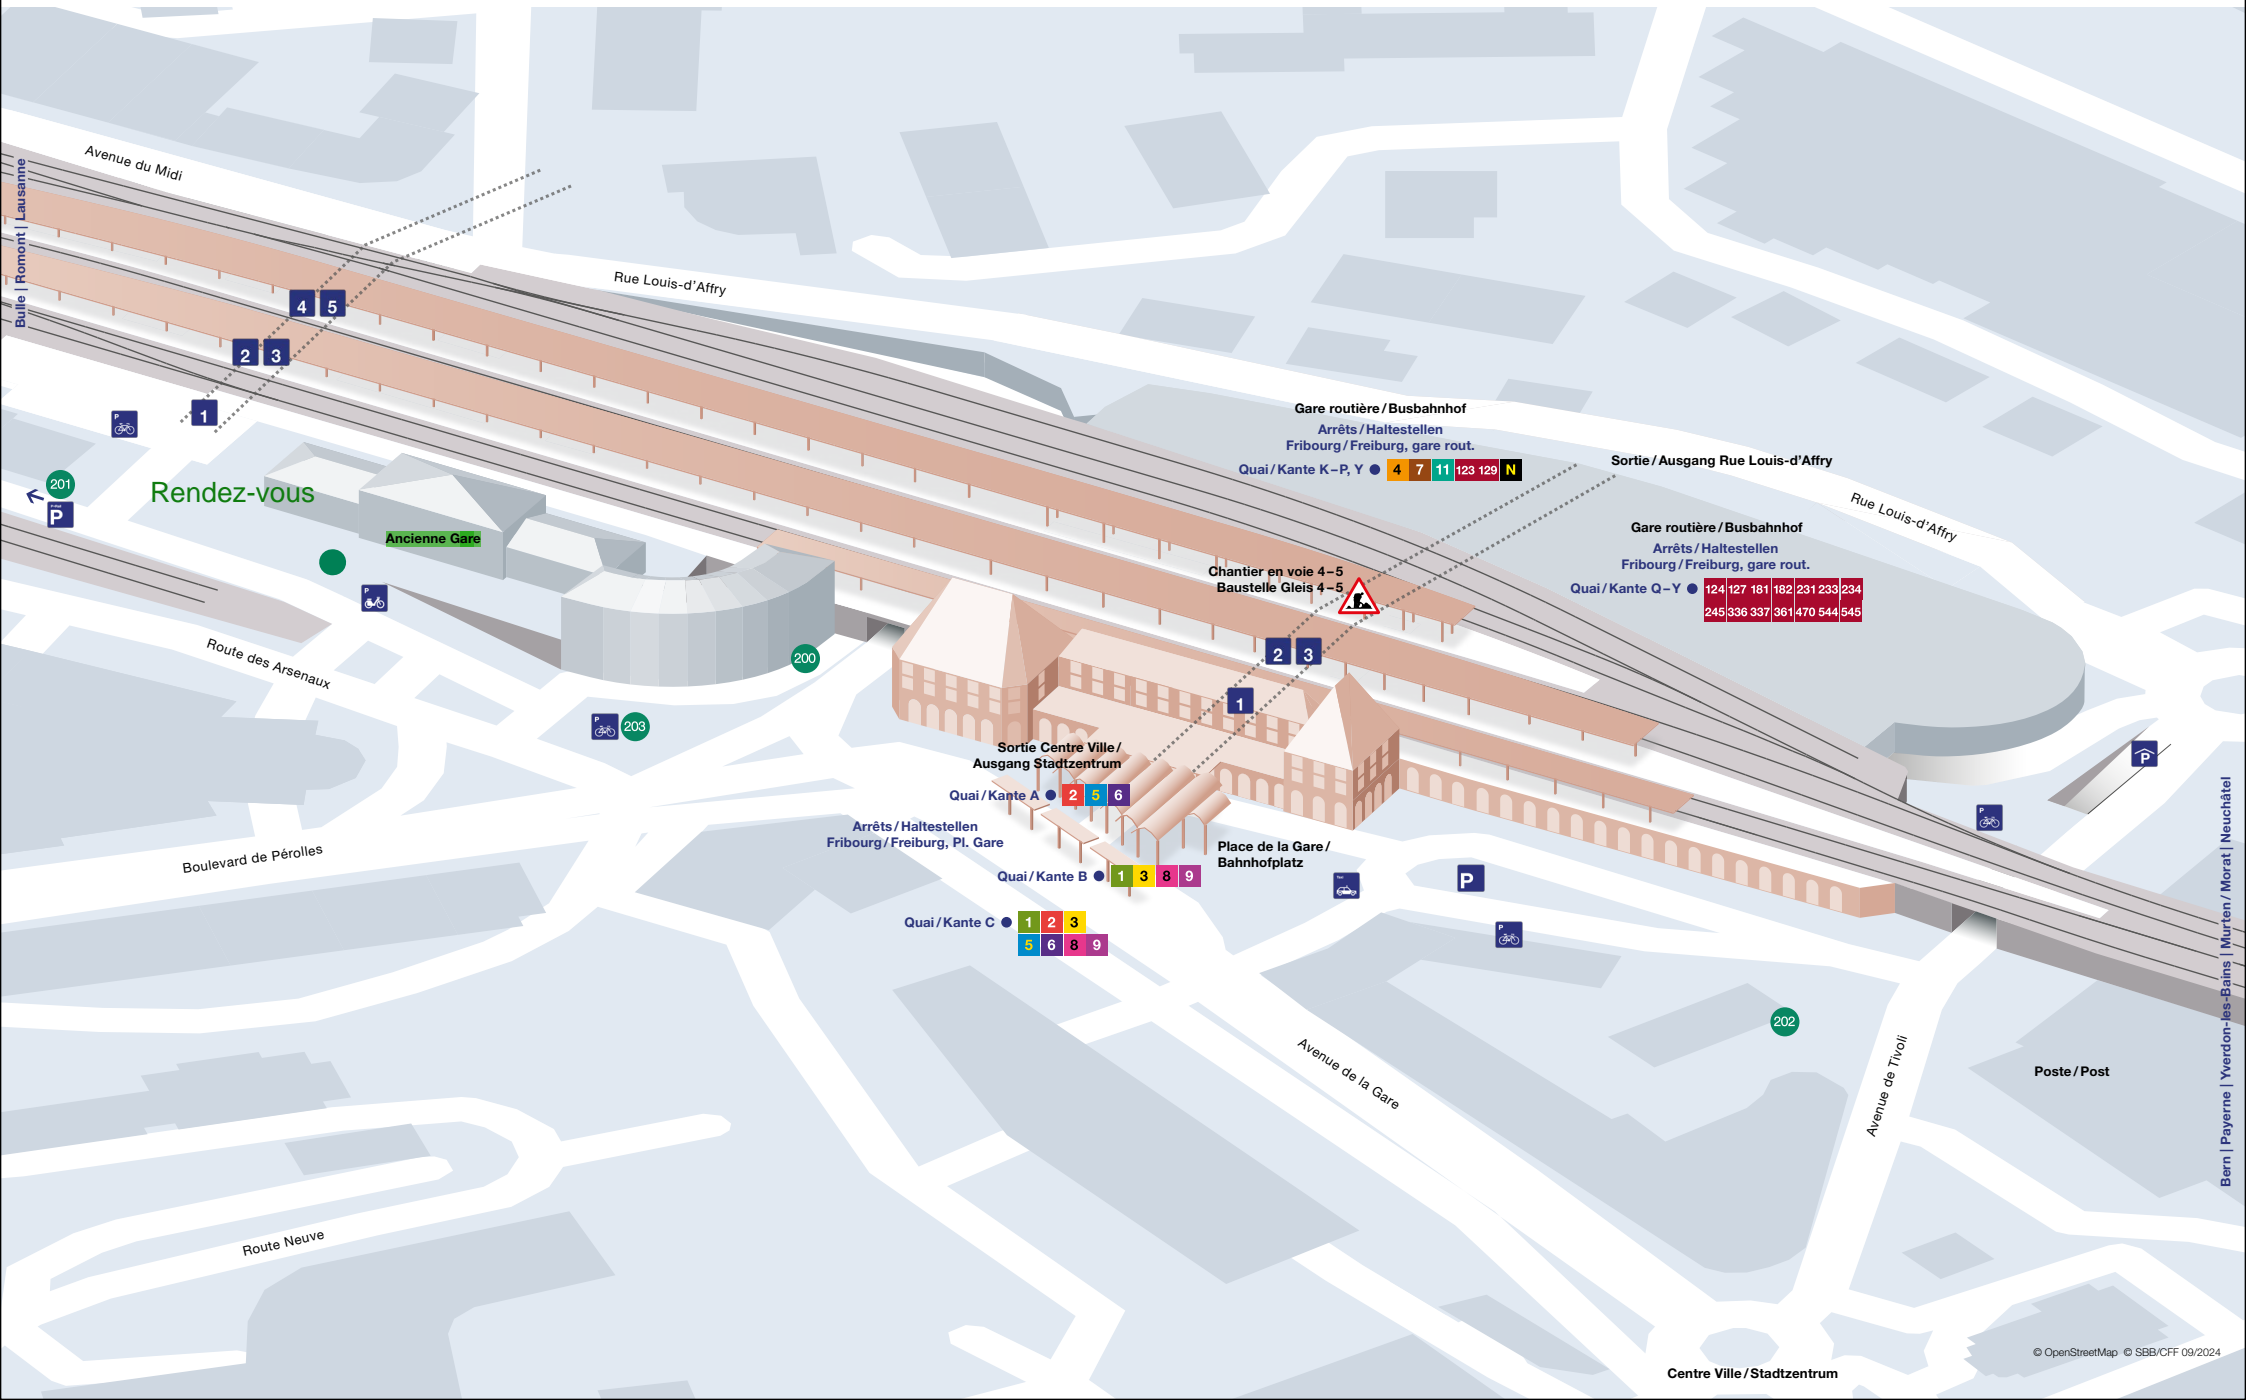 Avenue du Midi
Bulle | Romont | Lausanne
Rue Louis-d'Affry
4 5
2 3
1
P
201
P+Rail
P
Rendez-vous
Ancienne Gare
P
Route des Arsenaux
200
P
203
Boulevard de Pérolles
Route Neuve
Gare routière / Busbahnhof
Arrêts / Haltestellen
Fribourg / Freiburg, gare rout.
Quai / Kante K – P, Y 4 7 11 123 129 N
Sortie / Ausgang Rue Louis-d'Affry
Rue Louis-d'Affry
Gare routière / Busbahnhof
Arrêts / Haltestellen
Fribourg / Freiburg, gare rout.
Quai / Kante Q – Y 124 127 181 182 231 233 234
245 336 337 361 470 544 545
Chantier en voie 4 – 5
Baustelle Gleis 4 – 5
2 3
1
Sortie Centre Ville /
Ausgang Stadtzentrum
Quai / Kante A 2 5 6
Arrêts / Haltestellen
Fribourg / Freiburg, Pl. Gare
Quai / Kante B 1 3 8 9
Quai / Kante C 1 2 3
5 6 8 9
Place de la Gare /
Bahnhofplatz
Taxi
P
P
P
P
202
Avenue de la Gare
Avenue de Tivoli
Poste / Post
Bern | Payerne | Yverdon-les-Bains | Murten / Morat | Neuchâtel
Centre Ville / Stadtzentrum
© OpenStreetMap © SBB/CFF 09/2024